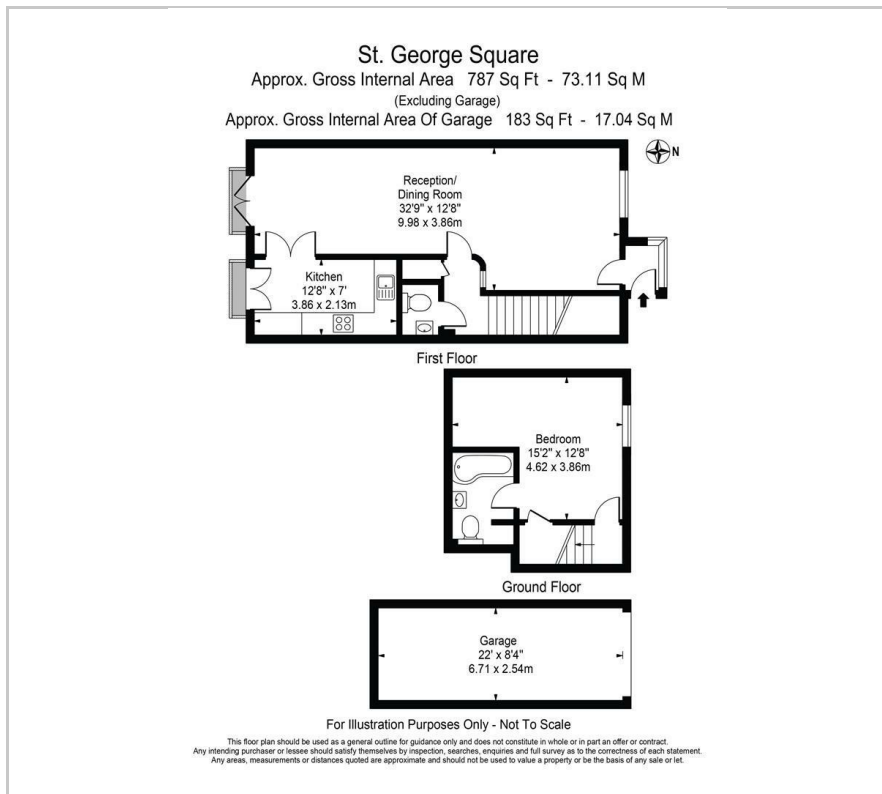 St. George Square
Approx. Gross Internal Area 787 Sq Ft - 73.11 Sq M
(Excluding Garage)
Approx. Gross Internal Area Of Garage 183 Sq Ft - 17.04 Sq M
N
Reception/
Dining Room
32'9" x 12'8"
9.98 x 3.86m
Kitchen
12'8" x 7'
3.86 x 2.13m
First Floor
Bedroom
15'2" x 12'8"
4.62 x 3.86m
Ground Floor
Garage
22' x 8'4"
6.71 x 2.54m
For Illustration Purposes Only - Not To Scale
This floor plan should be used as a general outline for guidance only and does not constitute in whole or in part an offer or contract.
Any intending purchaser or lessee should satisfy themselves by inspection, searches, enquiries and full survey as to the correctness of each statement.
Any areas, measurements or distances quoted are approximate and should not be used to value a property or be the basis of any sale or let.